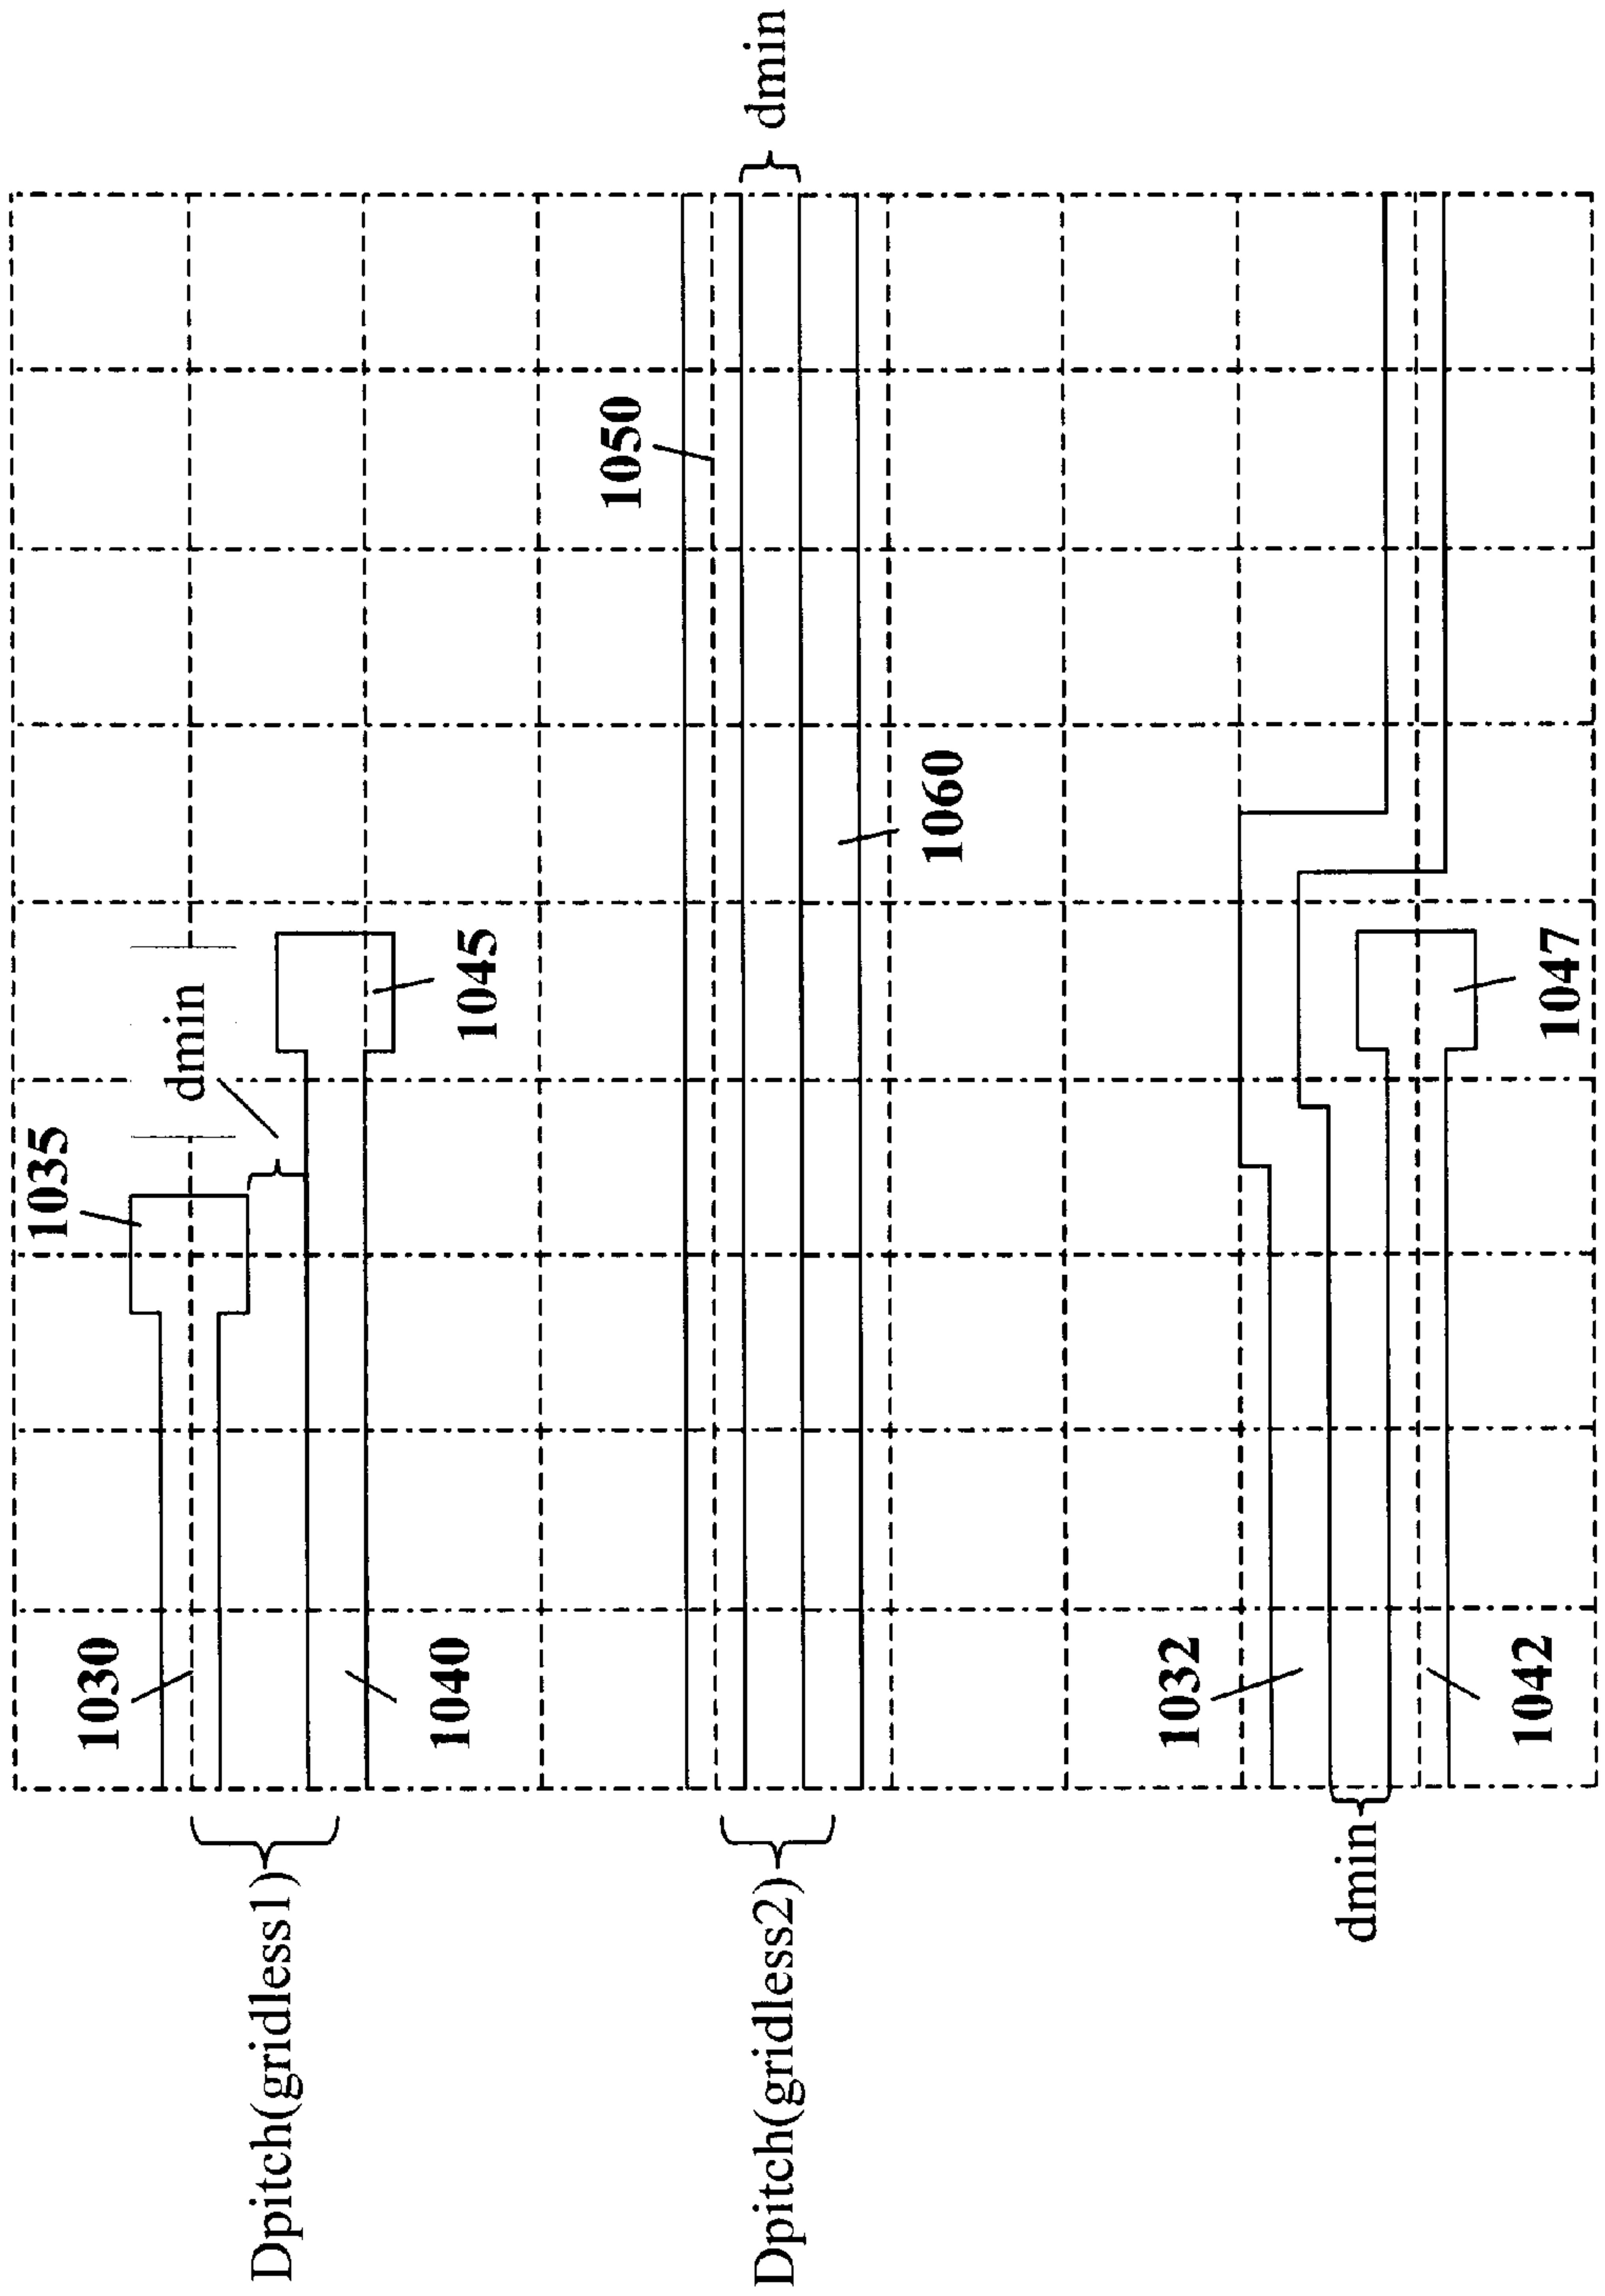 Dpitch(gridless1)
1030
1040
1035
dmin
1045
Dpitch(gridless2)
1050
1060
dmin
dmin
1032
1042
1047